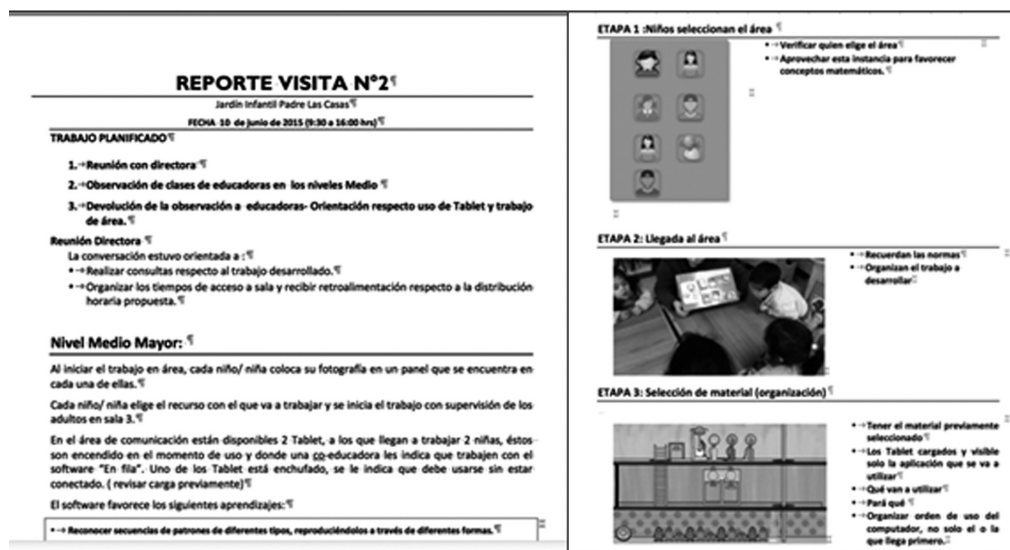 REPORTE VISITA N°2
Jardín Infantil Padre Las Casas
FECHA 10 de junio de 2015 (9:30 a 16:00 hrs)
TRABAJO PLANIFICADO
1. Reunión con directora
2. Observación de clases de educadoras en los niveles Medio
3. Devolución de la observación a educadoras- Orientación respecto uso de Tablet y trabajo
de área.
Reunión Directora
La conversación estuvo orientada a :
• Realizar consultas respecto al trabajo desarrollado.
• Organizar los tiempos de acceso a sala y recibir retroalimentación respecto a la distribución
horaria propuesta.
Nivel Medio Mayor:
Al iniciar el trabajo en área, cada niño/ niña coloca su fotografía en un panel que se encuentra en
cada una de ellas.
Cada niño/ niña elige el recurso con el que va a trabajar y se inicia el trabajo con supervisión de los
adultos en sala 3.
En el área de comunicación están disponibles 2 Tablet, a los que llegan a trabajar 2 niñas, éstos
son encendido en el momento de uso y donde una co-educadora les indica que trabajen con el
software "En fila". Uno de los Tablet está enchufado, se le indica que debe usarse sin estar
conectado. ( revisar carga previamente)
El software favorece los siguientes aprendizajes:
• Reconocer secuencias de patrones de diferentes tipos, reproduciéndolos a través de diferentes formas.
ETAPA 1 :Niños seleccionan el área
• Verificar quien elige el área
• Aprovechar esta instancia para favorecer
conceptos matemáticos.
ETAPA 2: Llegada al área
• Recuerdan las normas
• Organizan el trabajo a
desarrollar
ETAPA 3: Selección de material (organización)
• Tener el material previamente
seleccionado
• Los Tablet cargados y visible
solo la aplicación que se va a
utilizar
• Qué van a utilizar
• Pará qué
• Organizar orden de uso del
computador, no solo el o la
que llega primero.